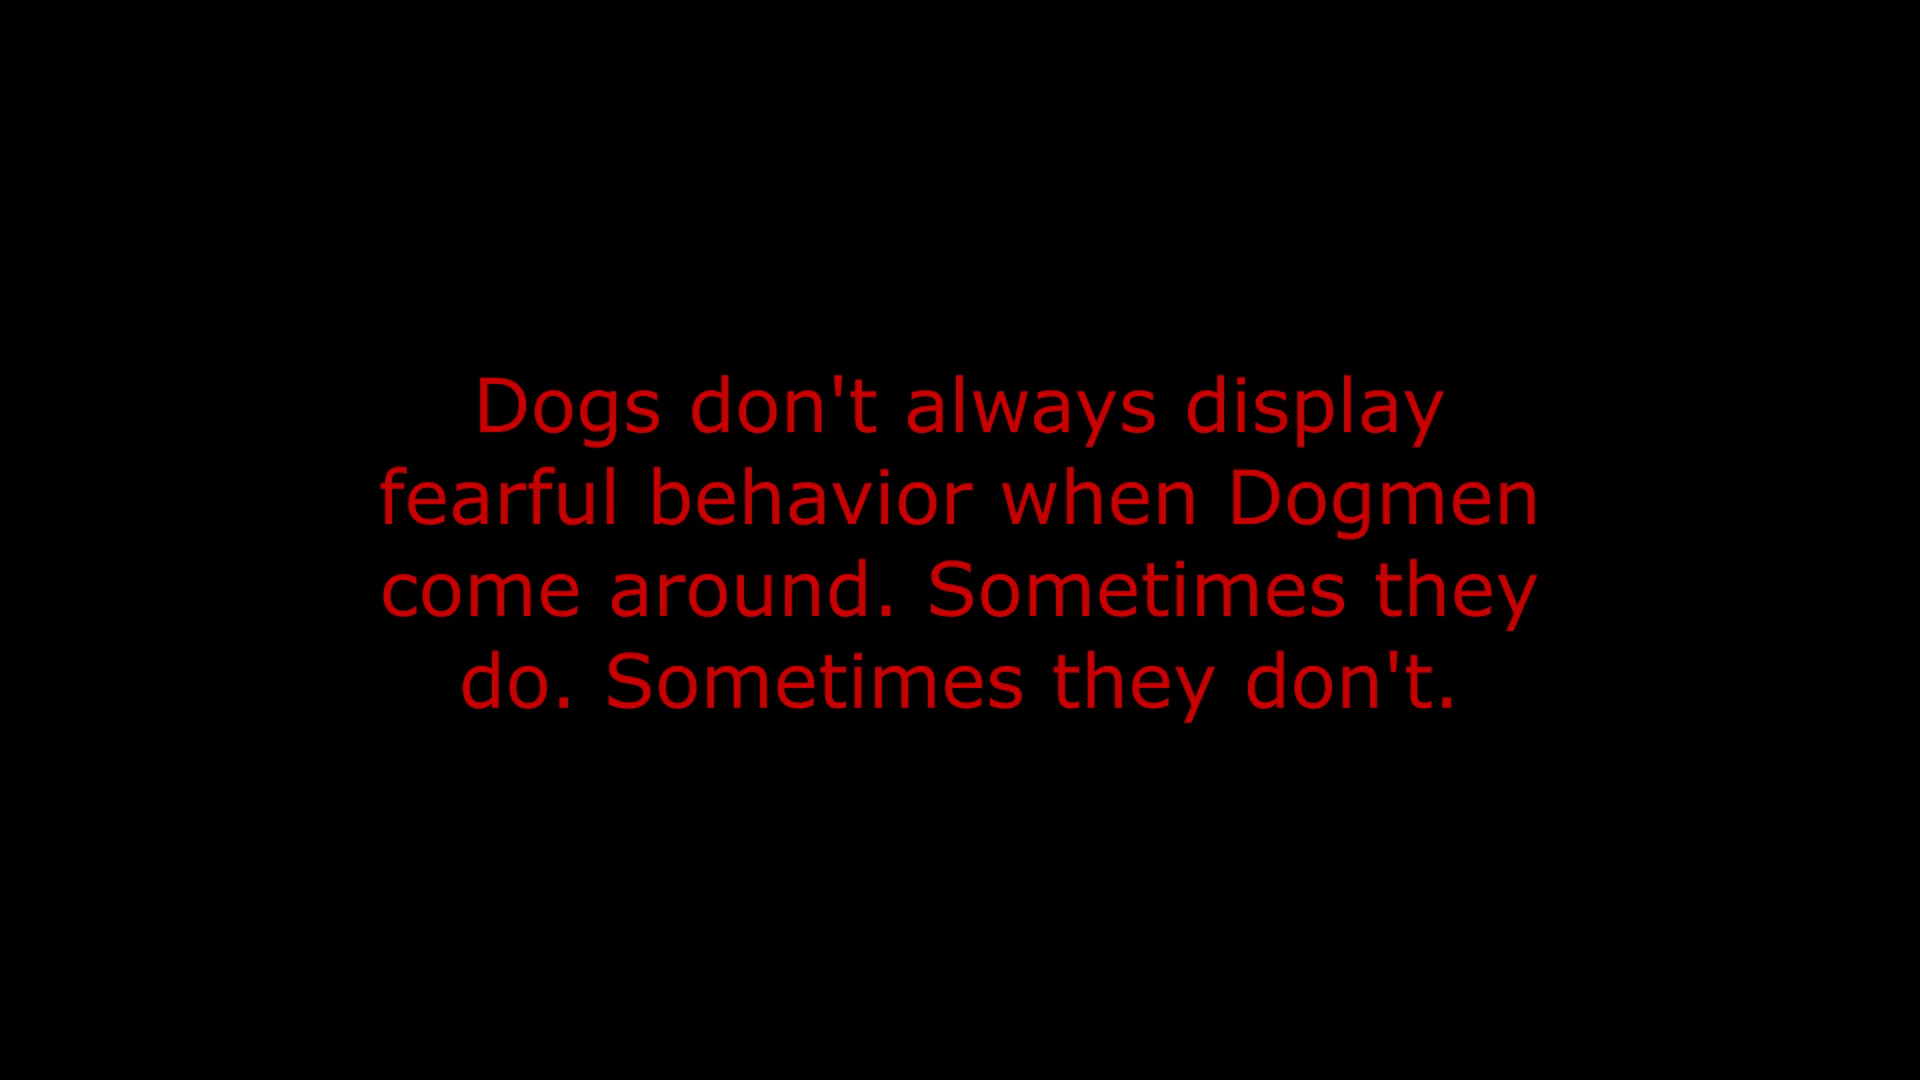 Dogs don't always display
fearful behavior when Dogmen
come around. Sometimes they
do. Sometimes they don't.